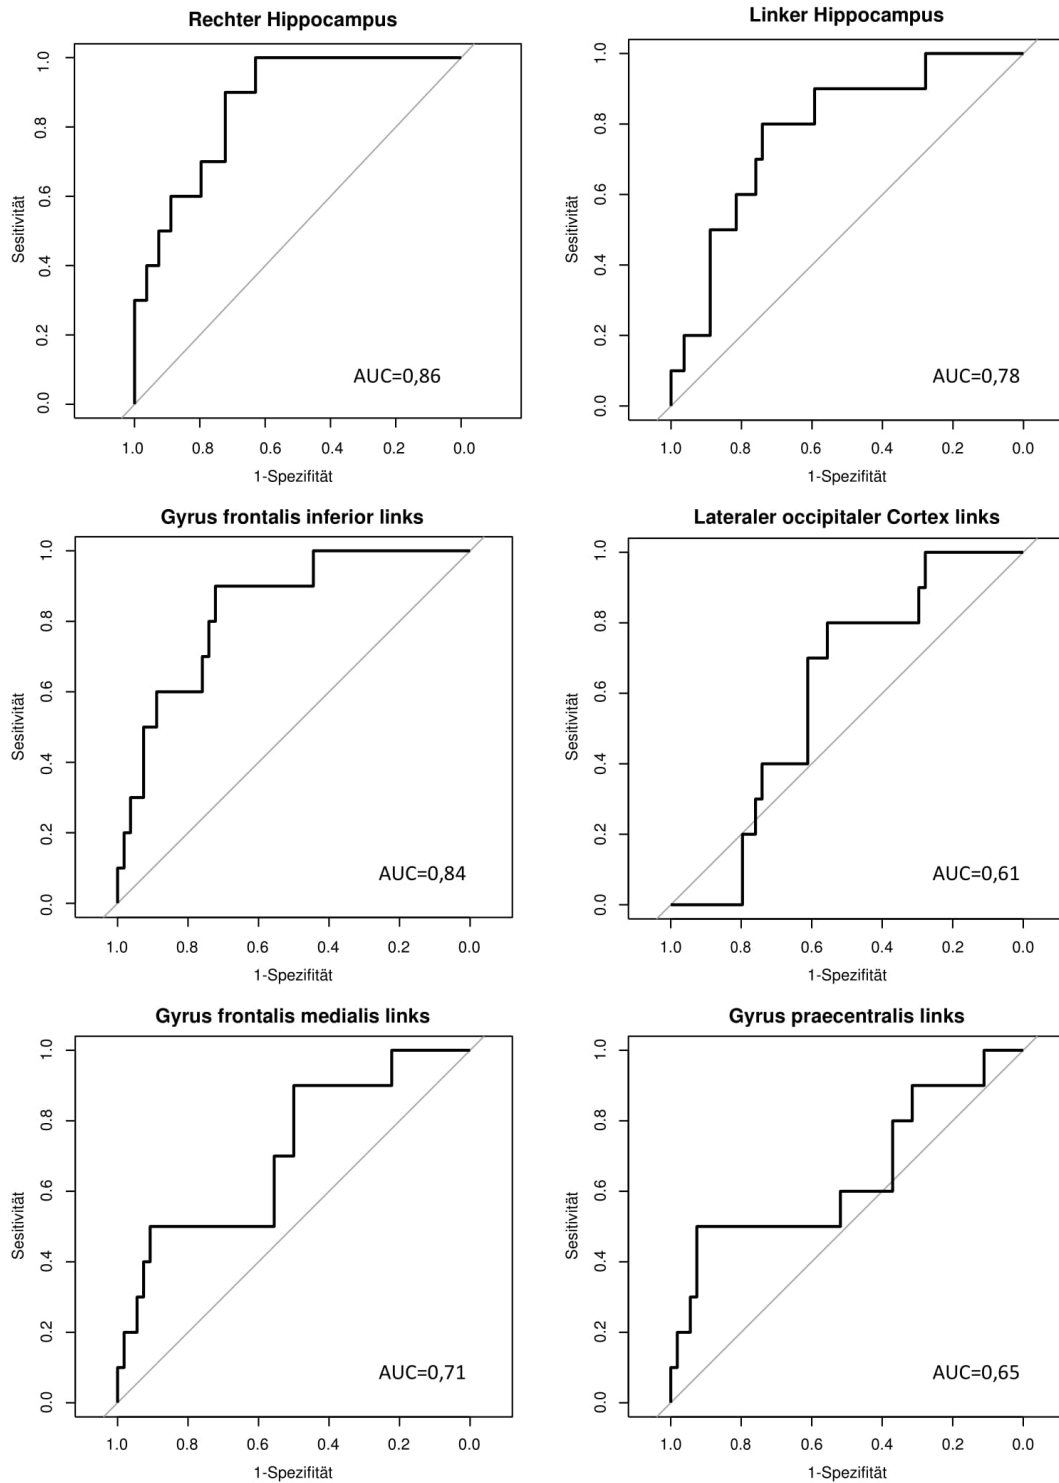 Rechter Hippocampus
Sesitivität
0.0 0.2 0.4 0.6 0.8 1.0
AUC=0,86
1.0 0.8 0.6 0.4 0.2 0.0
1-Spezifität
Linker Hippocampus
Sesitivität
0.0 0.2 0.4 0.6 0.8 1.0
AUC=0,78
1.0 0.8 0.6 0.4 0.2 0.0
1-Spezifität
Gyrus frontalis inferior links
Sesitivität
0.0 0.2 0.4 0.6 0.8 1.0
AUC=0,84
1.0 0.8 0.6 0.4 0.2 0.0
1-Spezifität
Lateraler occipitaler Cortex links
Sesitivität
0.0 0.2 0.4 0.6 0.8 1.0
AUC=0,61
1.0 0.8 0.6 0.4 0.2 0.0
1-Spezifität
Gyrus frontalis medialis links
Sesitivität
0.0 0.2 0.4 0.6 0.8 1.0
AUC=0,71
1.0 0.8 0.6 0.4 0.2 0.0
1-Spezifität
Gyrus praecentralis links
Sesitivität
0.0 0.2 0.4 0.6 0.8 1.0
AUC=0,65
1.0 0.8 0.6 0.4 0.2 0.0
1-Spezifität